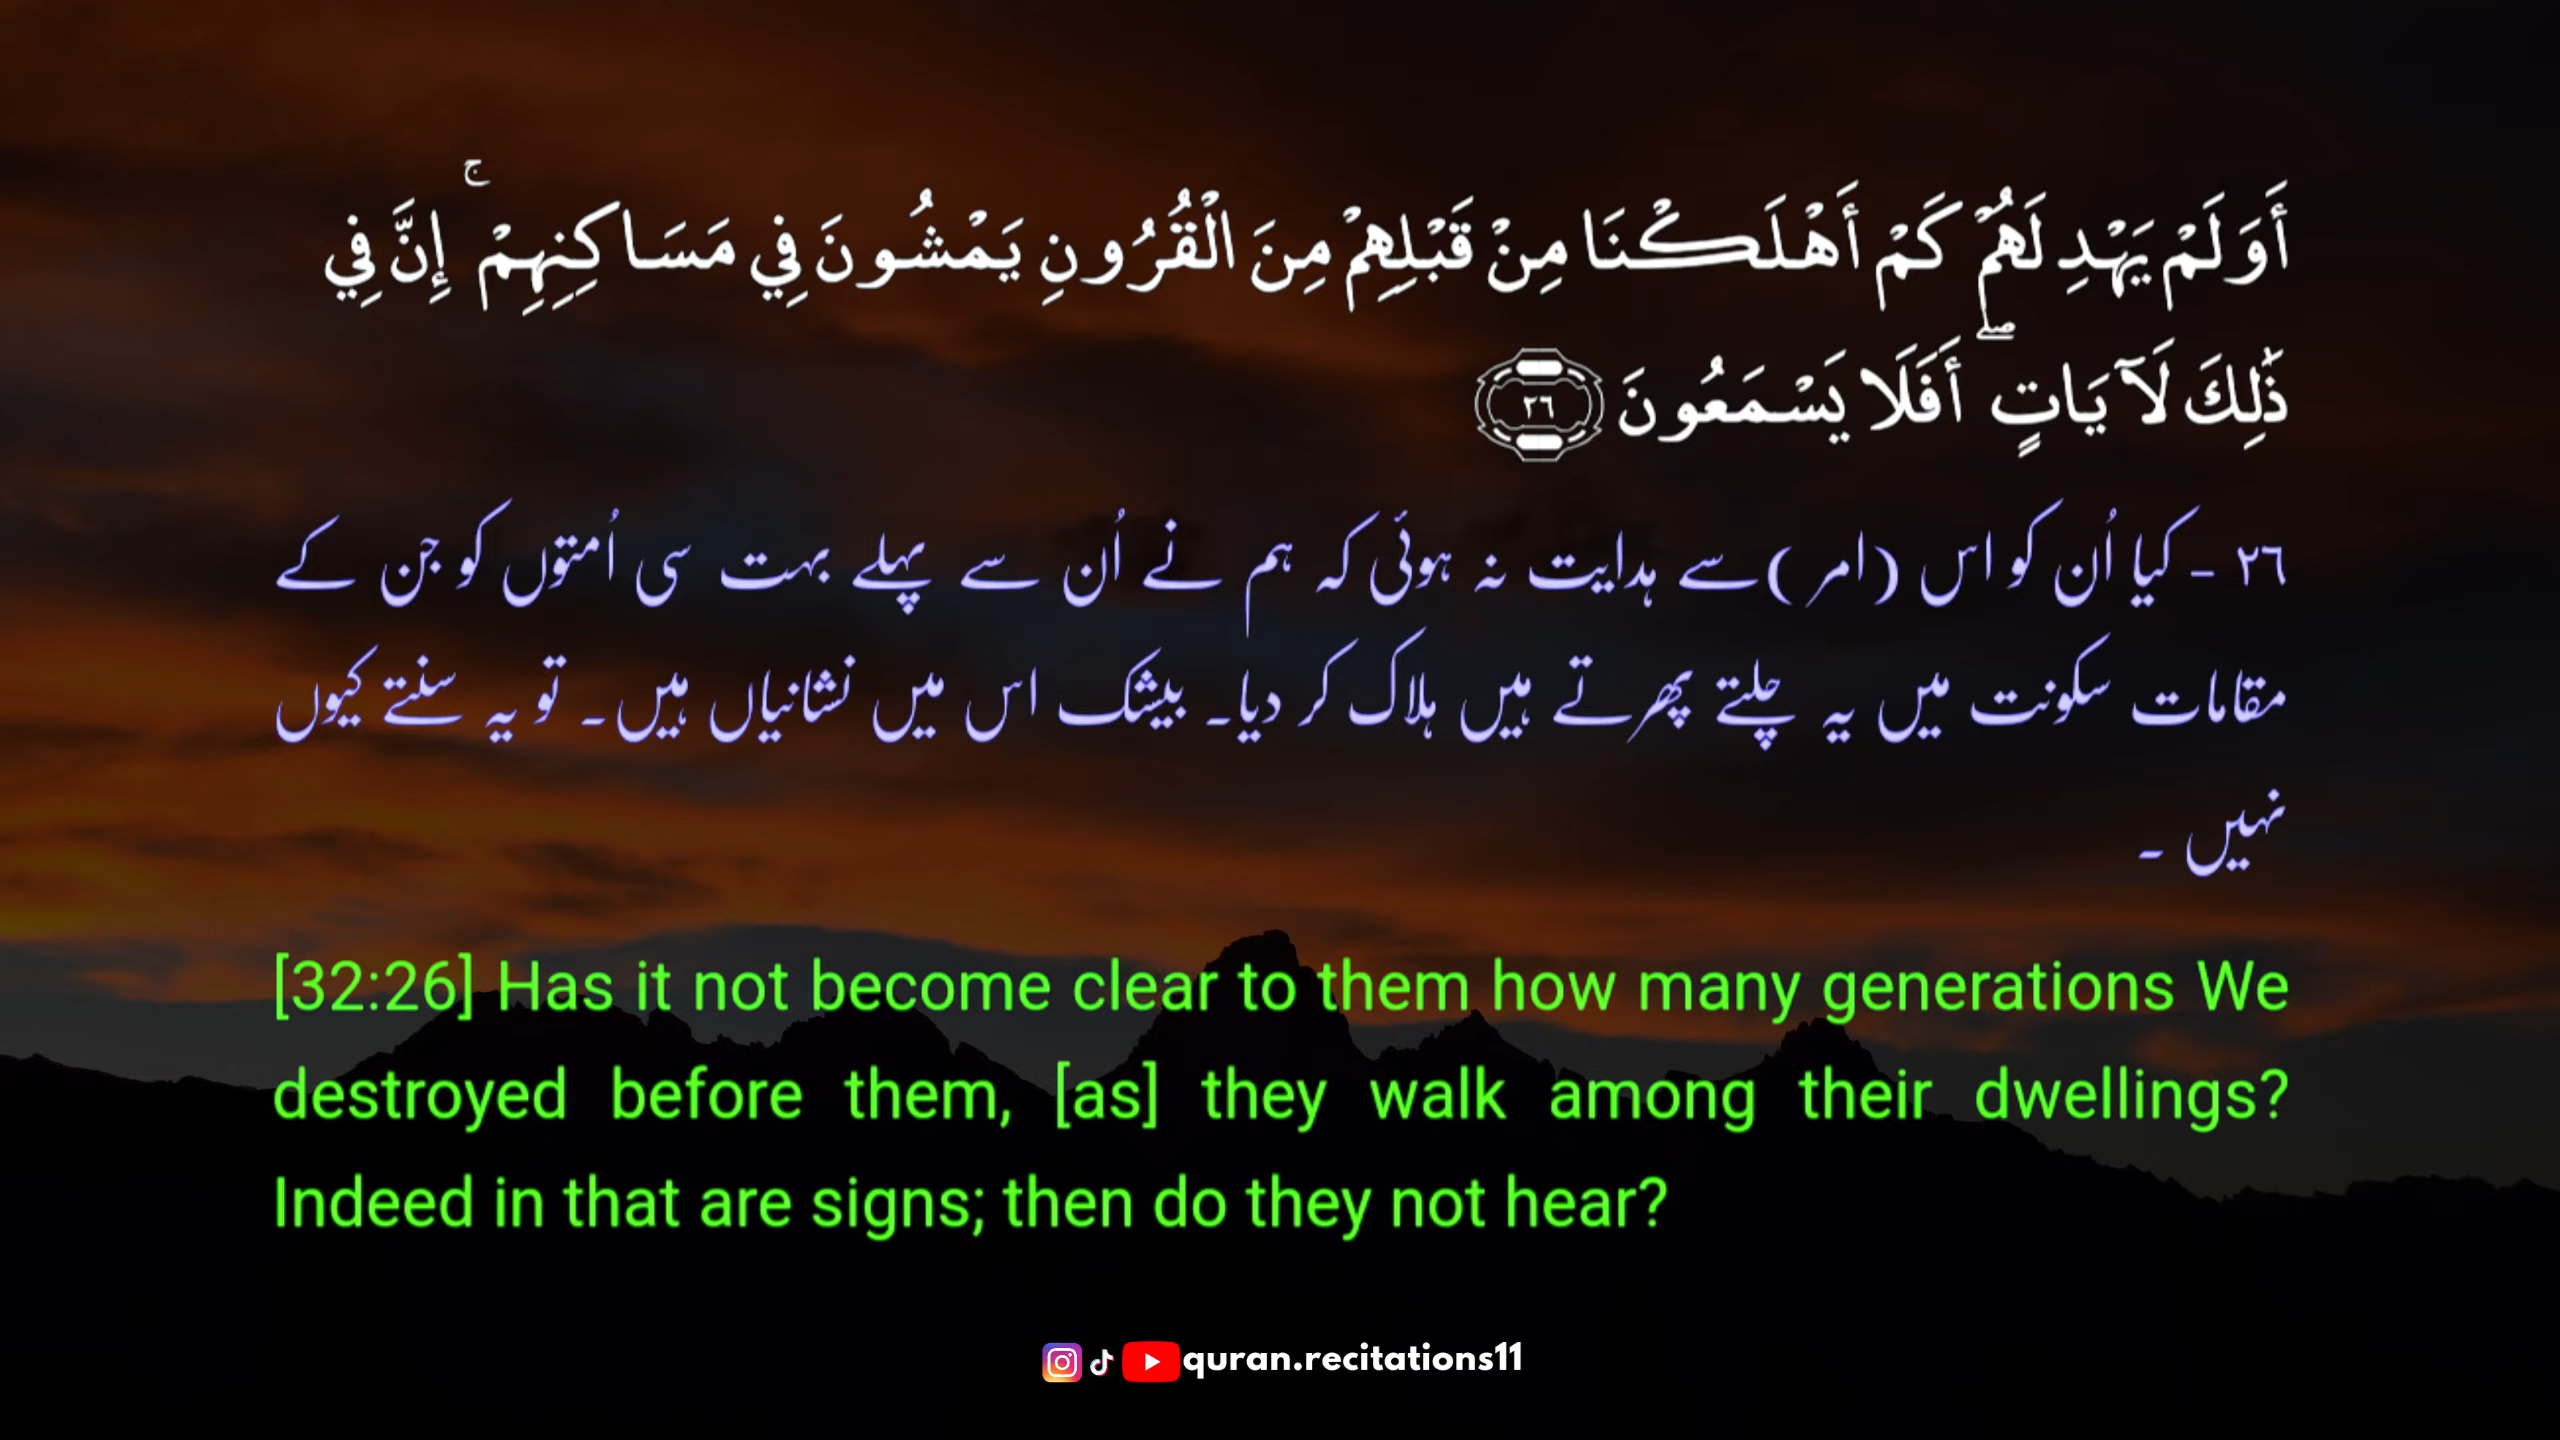 أَوَلَمْ يَهْدِ لَهُمْ كَمْ أَهْلَكْنَا مِنْ قَبْلِهِمْ مِنَ الْقُرُونِ يَمْشُونَ فِي مَسَاكِنِهِمْ ۚ إِنَّ فِي
ذَٰلِكَ لَآيَاتٍ ۖ أَفَلَا يَسْمَعُونَ ٢٦
٢٦ - کیا اُن کو اس (امر) سے ہدایت نہ ہوئی کہ ہم نے اُن سے پہلے بہت سی اُمتوں کو جن کے
مقامات سکونت میں یہ چلتے پھرتے ہیں ہلاک کر دیا۔ بیشک اس میں نشانیاں ہیں۔ تو یہ سنتے کیوں
نہیں ۔
[32:26] Has it not become clear to them how many generations We
destroyed before them, [as] they walk among their dwellings?
Indeed in that are signs; then do they not hear?
quran.recitations11